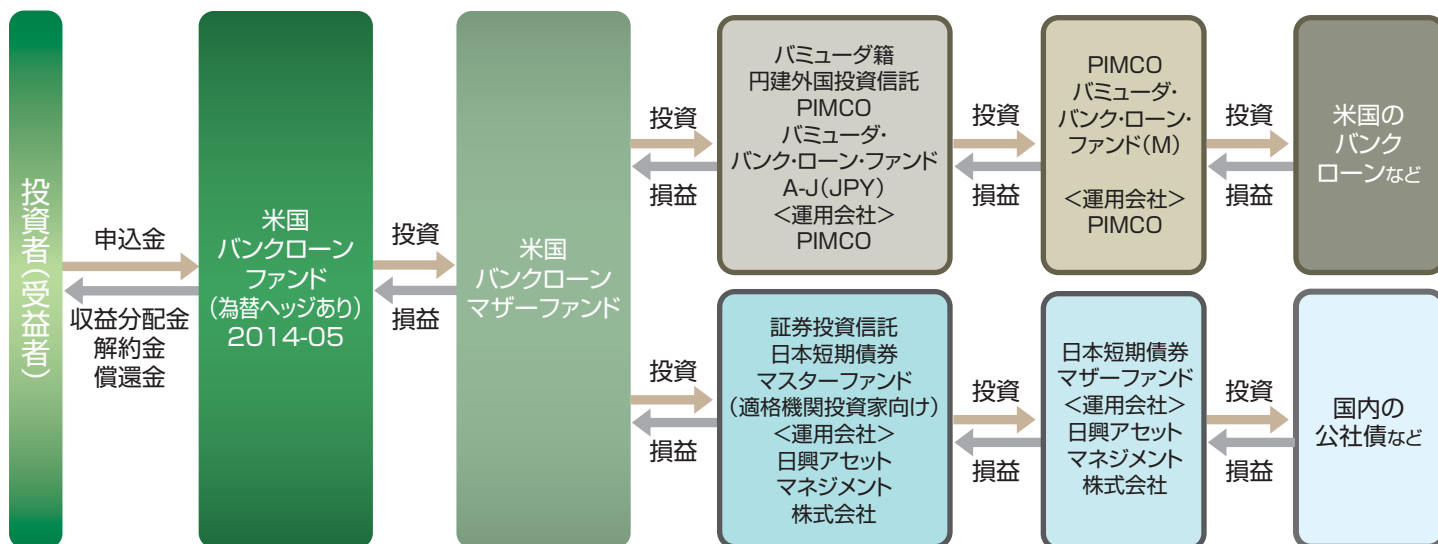 投資者(受益者)
申込金
収益分配金
解約金
償還金
米国
バンクローン
ファンド
(為替ヘッジあり)
2014-05
投資
損益
米国
バンクローン
マザーファンド
投資
損益
バミューダ籍
円建外国投資信託
PIMCO
バミューダ・
バンク・ローン・ファンド
A-J(JPY)
<運用会社>
PIMCO
投資
損益
PIMCO
バミューダ・
バンク・ローン・
ファンド(M)
<運用会社>
PIMCO
投資
損益
米国の
バンク
ローンなど
投資
損益
証券投資信託
日本短期債券
マスターファンド
(適格機関投資家向け)
<運用会社>
日興アセット
マネジメント
株式会社
投資
損益
日本短期債券
マザーファンド
<運用会社>
日興アセット
マネジメント
株式会社
投資
損益
国内の
公社債など